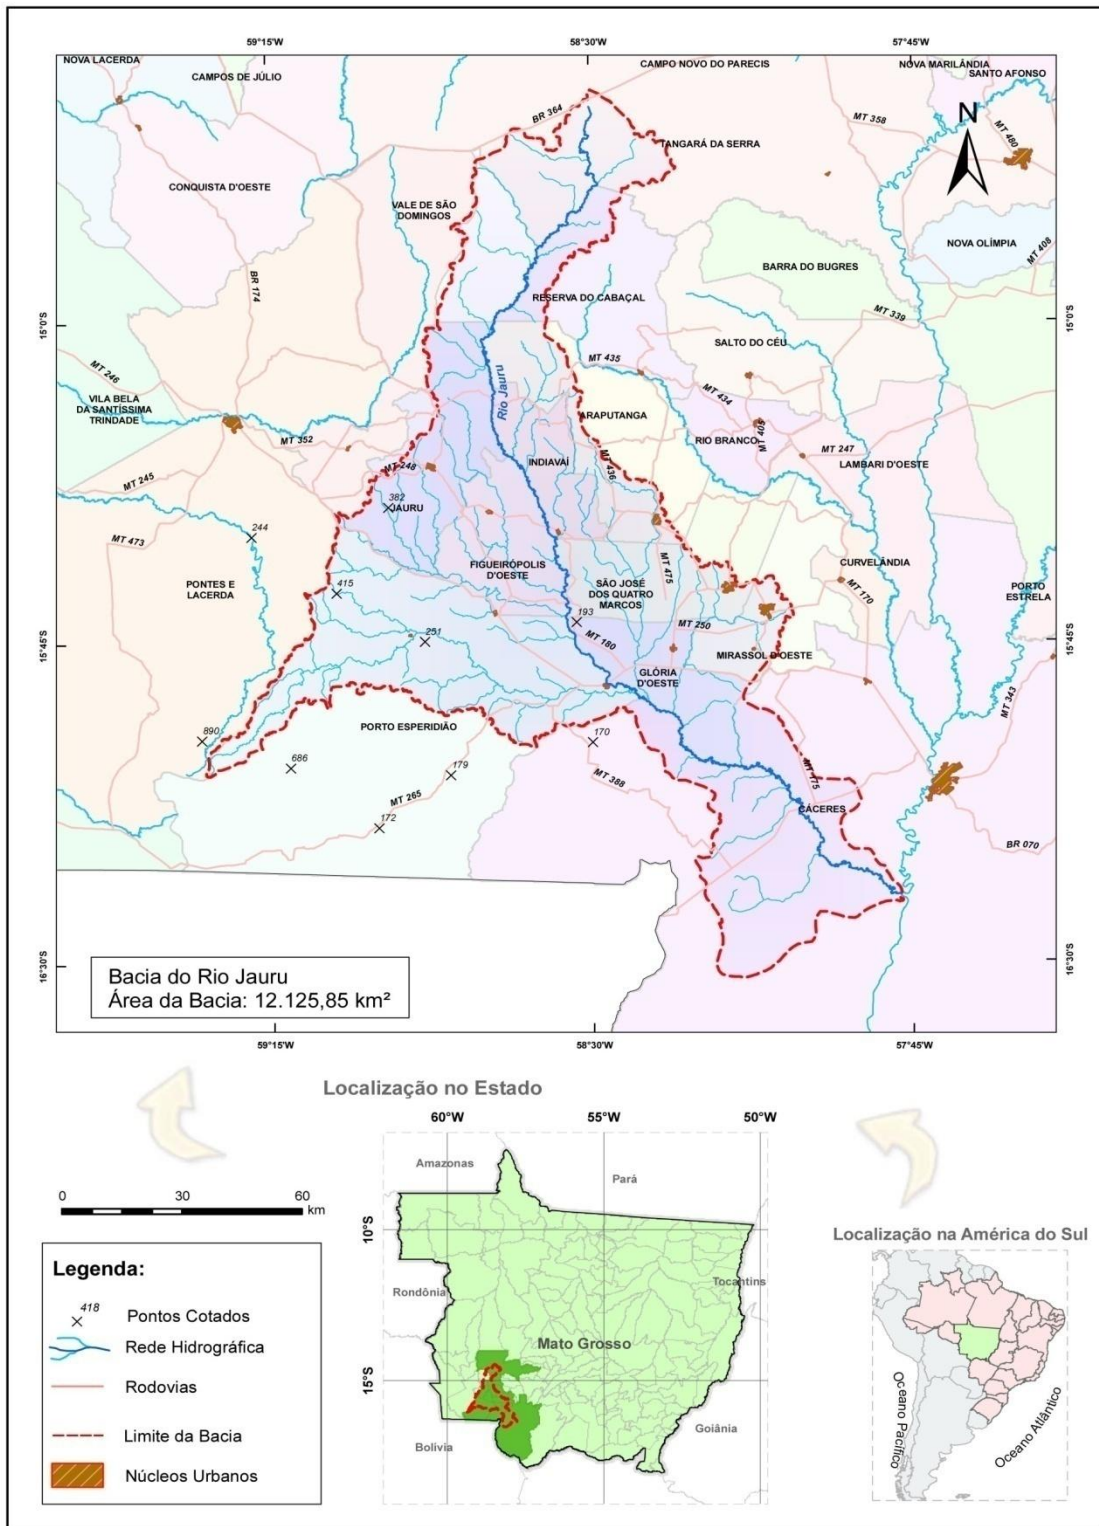 59°15'W
58°30'W
57°45'W
NOVA LACERDA
CAMPOS DE JÚLIO
CAMPO NOVO DO PARECIS
NOVA MARILÂNDIA
SANTO AFONSO
BR 364
MT 358
MT 480
N
TANGARÁ DA SERRA
CONQUISTA D'OESTE
VALE DE SÃO
DOMINGOS
NOVA OLÍMPIA
MT 408
BARRA DO BUGRES
BR 174
RESERVA DO CABAÇAL
MT 339
15°0'S
15°0'S
SALTO DO CÉU
MT 435
MT 246
Rio Jauru
MT 434
VILA BELA
DA SANTÍSSIMA
TRINDADE
ARAPUTANGA
MT 405
RIO BRANCO
MT 352
MT 247
MT 248
INDIAVAÍ
MT 436
LAMBARI D'OESTE
MT 245
382
JAURU
244
MT 473
MT 475
CURVELÂNDIA
FIGUEIRÓPOLIS
D'OESTE
PONTES E
LACERDA
415
SÃO JOSÉ
DOS QUATRO
MARCOS
MT 170
PORTO
ESTRELA
193
MT 250
251
MT 180
15°45'S
15°45'S
MIRASSOL D'OESTE
GLÓRIA
D'OESTE
MT 343
PORTO ESPERIDIÃO
890
170
686
179
MT 388
MT 175
MT 265
CÁCERES
172
BR 070
16°30'S
16°30'S
Bacia do Rio Jauru
Área da Bacia: 12.125,85 km²
59°15'W
58°30'W
57°45'W
Localização no Estado
60°W
55°W
50°W
Amazonas
Pará
0
30
60
km
10°S
Localização na América do Sul
Legenda:
418
Pontos Cotados
Rede Hidrográfica
Rodovias
Limite da Bacia
Núcleos Urbanos
Rondônia
Tocantins
Mato Grosso
15°S
Goiânia
Bolívia
Oceano Pacífico
Oceano Atlântico